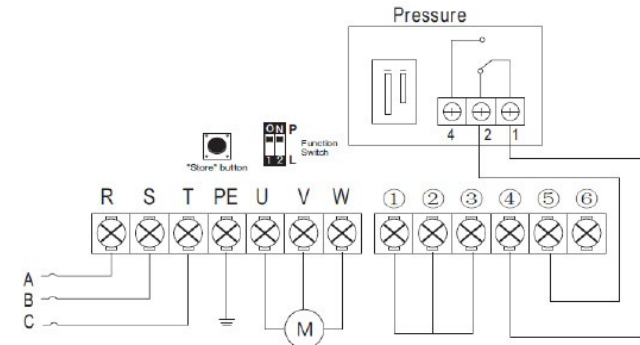 Pressure
4 2 1
ON P
Function
Switch
1 2 L
"Store" button
R S T PE U V W ① ② ③ ④ ⑤ ⑥
A
B
C
M